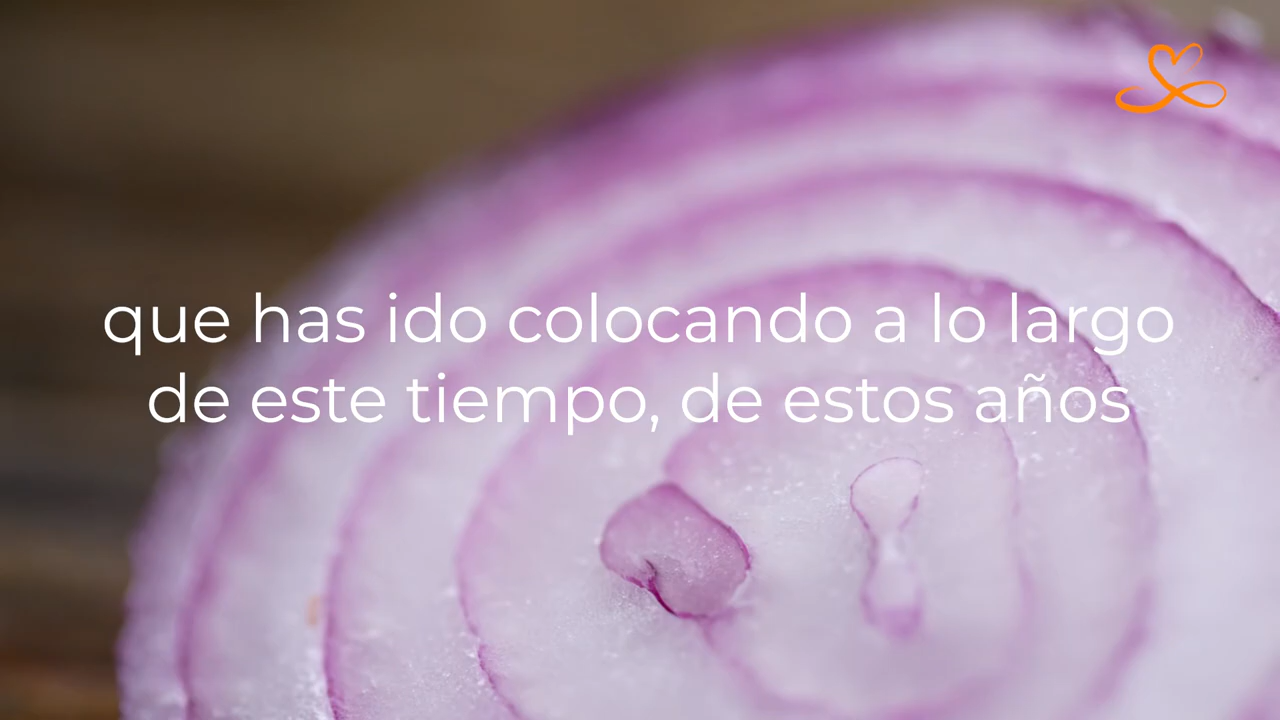 que has ido colocando a lo largo
de este tiempo, de estos años